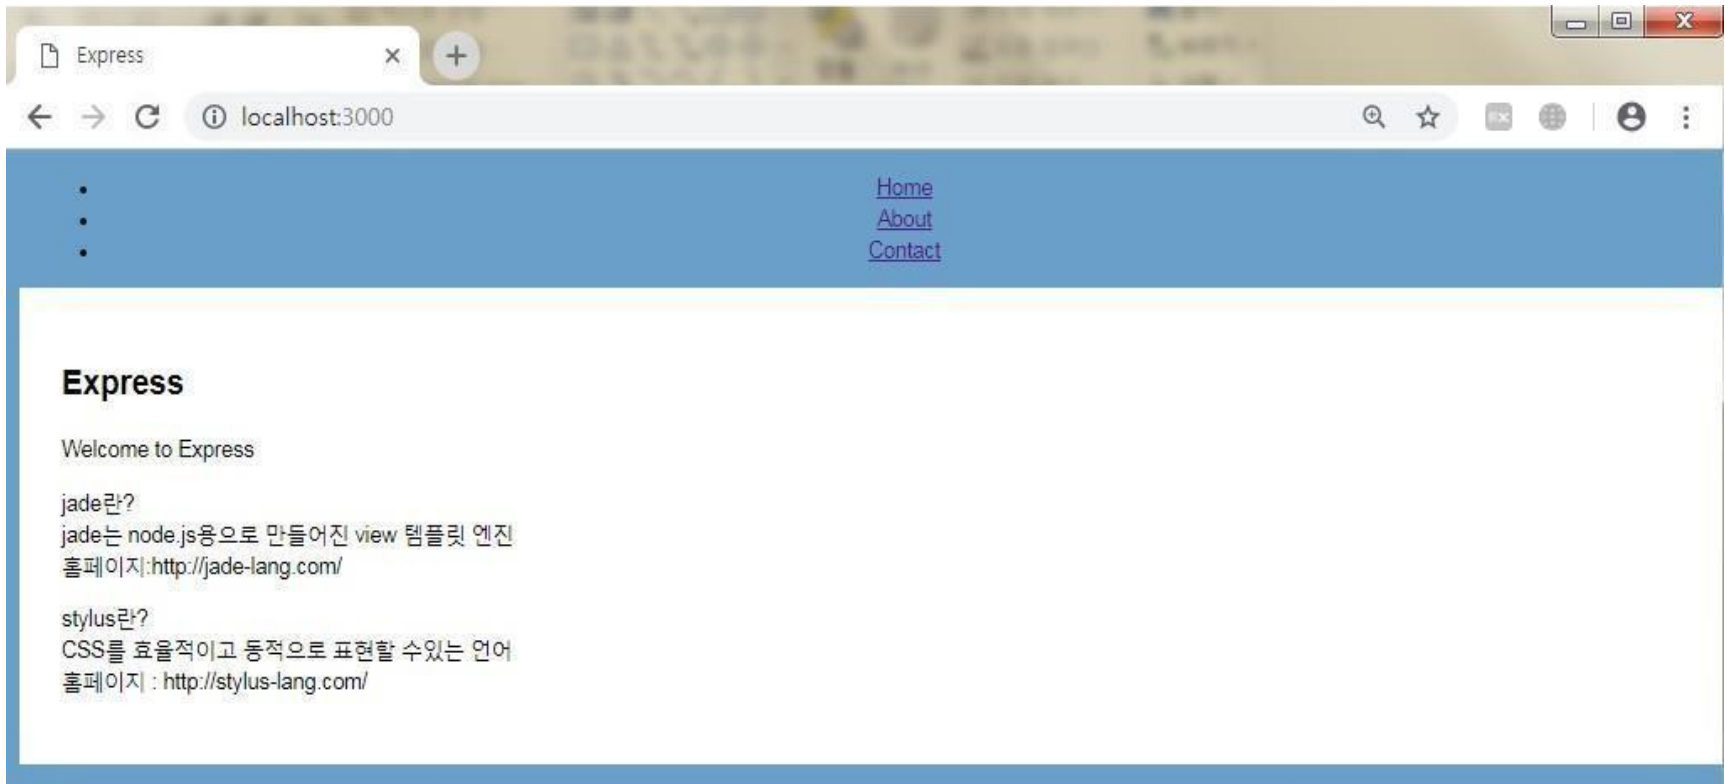 Express
localhost:3000
Home
About
Contact
Express
Welcome to Express
jade란?
jade는 node.js용으로 만들어진 view 템플릿 엔진
홈페이지:http://jade-lang.com/
stylus란?
CSS를 효율적이고 동적으로 표현할 수있는 언어
홈페이지 : http://stylus-lang.com/